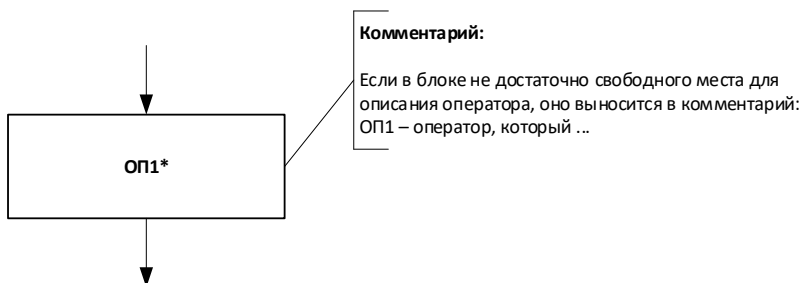 Комментарий:
Если в блоке не достаточно свободного места для
описания оператора, оно выносится в комментарий:
ОП1 – оператор, который ...
ОП1*